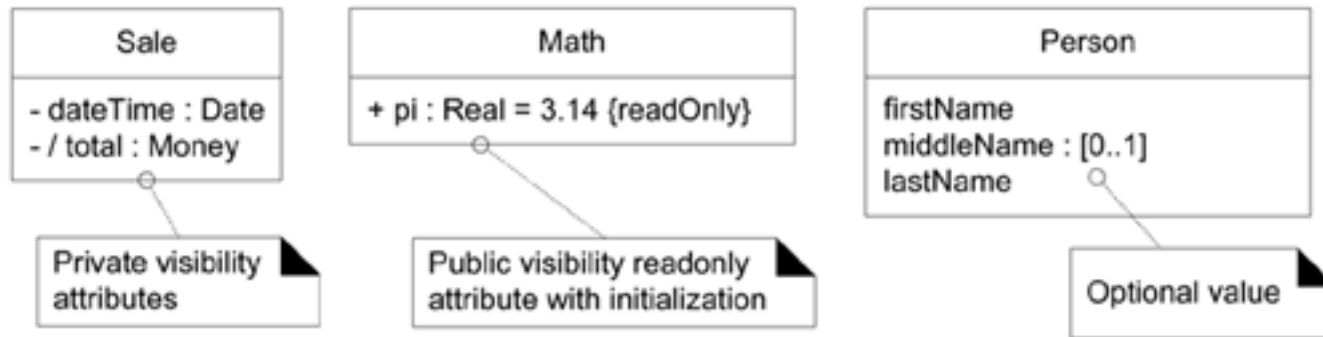 Sale
- dateTime : Date
- / total : Money
Private visibility
attributes
Math
+ pi : Real = 3.14 {readOnly}
Public visibility readonly
attribute with initialization
Person
firstName
middleName : [0..1]
lastName
Optional value